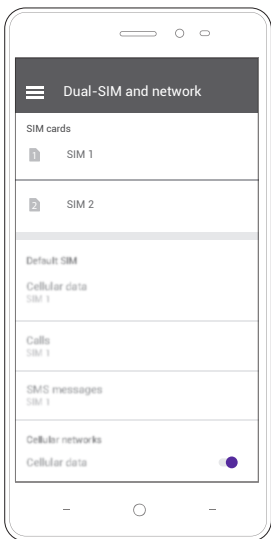 Dual-SIM and network
SIM cards
1 SIM 1
2 SIM 2
Default SIM
Cellular data
SIM 1
Calls
SIM 1
SMS messages
SIM 1
Cellular networks
Cellular data